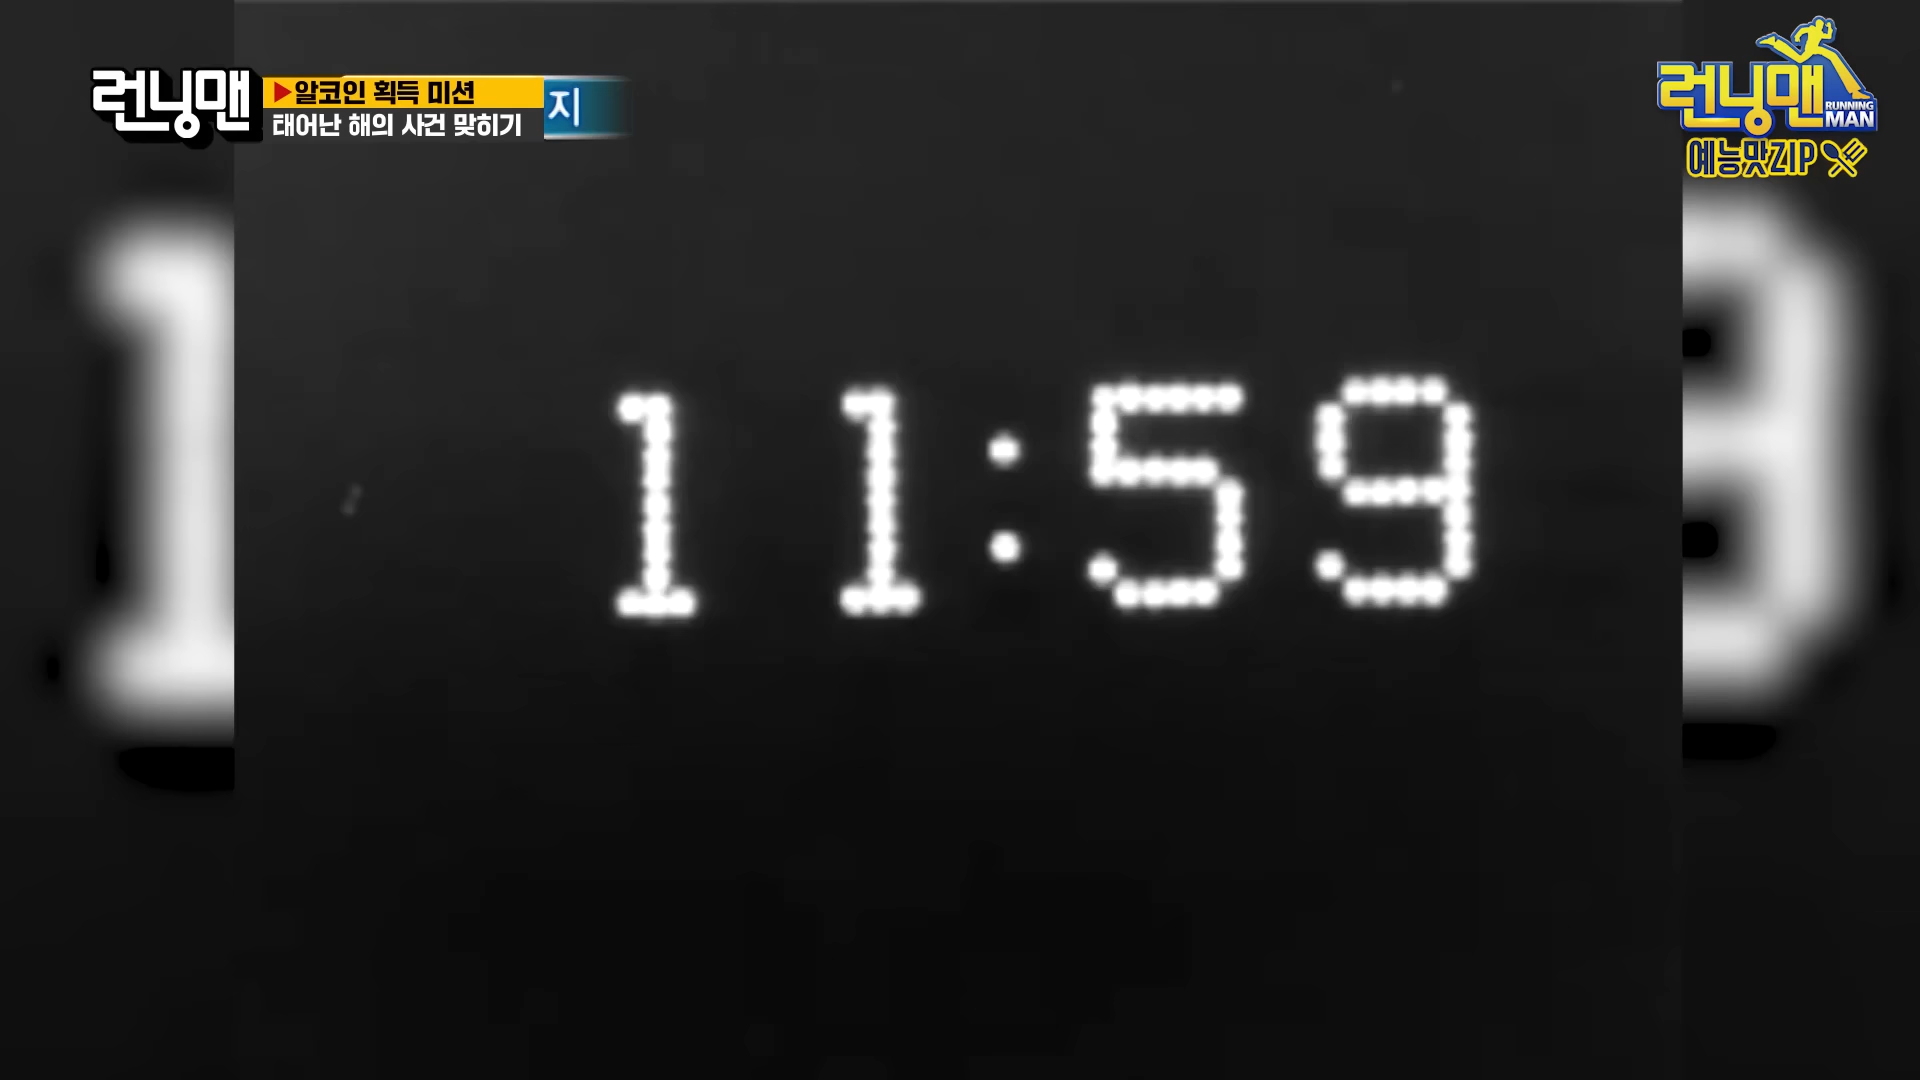 런닝맨
▶알코인 획득 미션
태어난 해의 사건 맞히기
지
런닝맨
RUNNING
MAN
예능맛ZIP
11:59